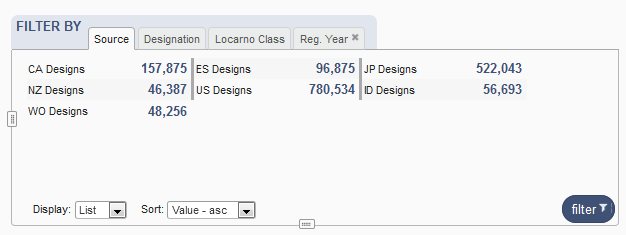 FILTER BY
Source Designation Locarno Class Reg. Year ✖
CA Designs 157,875 ES Designs 96,875 JP Designs 522,043
NZ Designs 46,387 US Designs 780,534 ID Designs 56,693
WO Designs 48,256
Display: List Sort: Value - asc filter